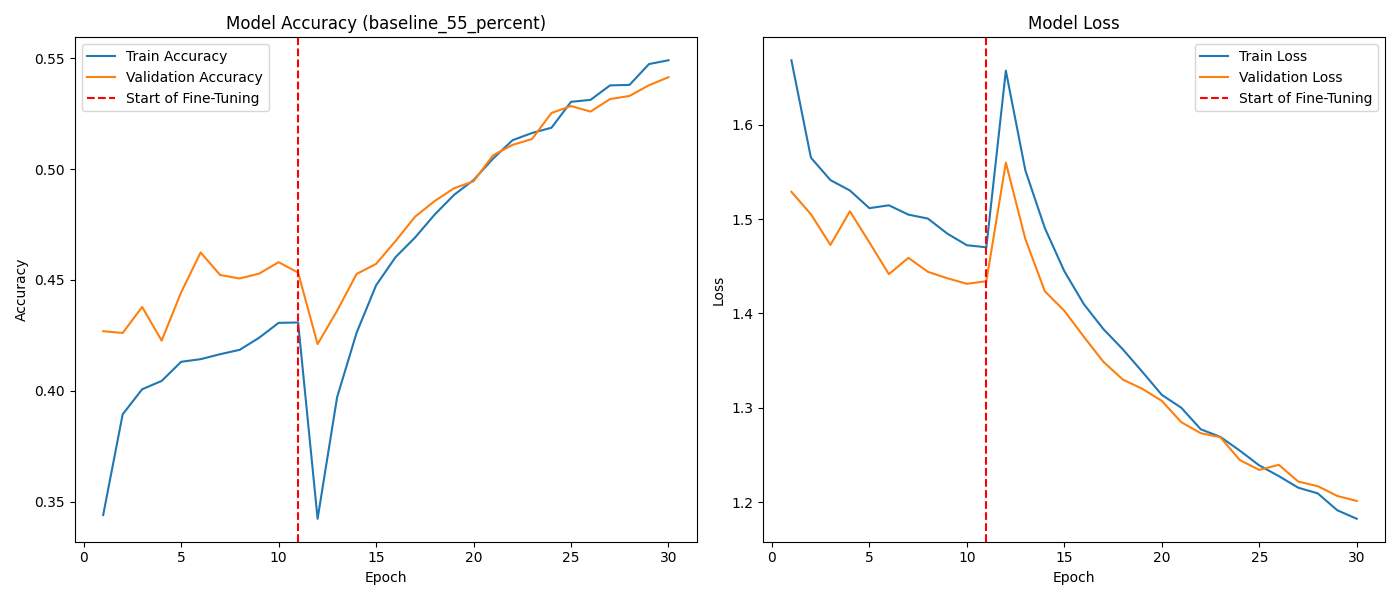 Model Accuracy (baseline_55_percent)
Train Accuracy
Validation Accuracy
Start of Fine-Tuning
Accuracy
0.55
0.50
0.45
0.40
0.35
0 5 10 15 20 25 30
Epoch
Model Loss
Train Loss
Validation Loss
Start of Fine-Tuning
Loss
1.6
1.5
1.4
1.3
1.2
0 5 10 15 20 25 30
Epoch